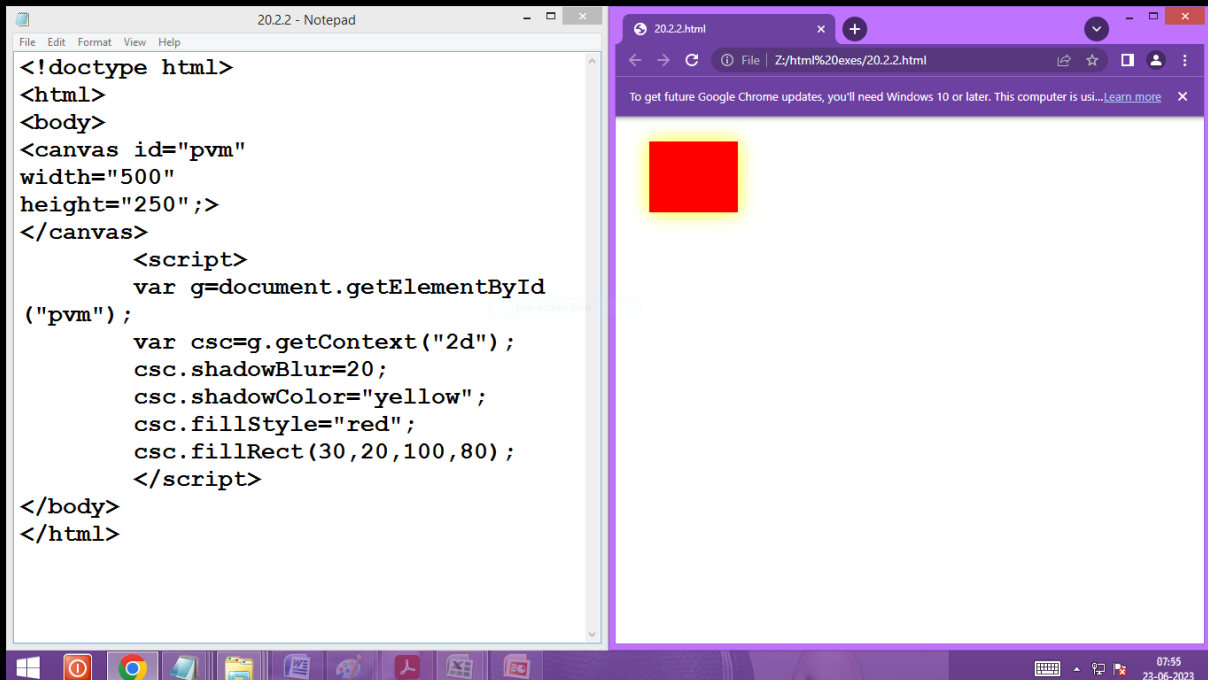 20.2.2 - Notepad
File Edit Format View Help
<!doctype html>
<html>
<body>
<canvas id="pvm"
width="500"
height="250";>
</canvas>
<script>
var g=document.getElementById
("pvm");
var csc=g.getContext("2d");
csc.shadowBlur=20;
csc.shadowColor="yellow";
csc.fillStyle="red";
csc.fillRect(30,20,100,80);
</script>
</body>
</html>
20.2.2.html
File Z:/html%20exes/20.2.2.html
To get future Google Chrome updates, you'll need Windows 10 or later. This computer is usi... Learn more
07:55
23-06-2023